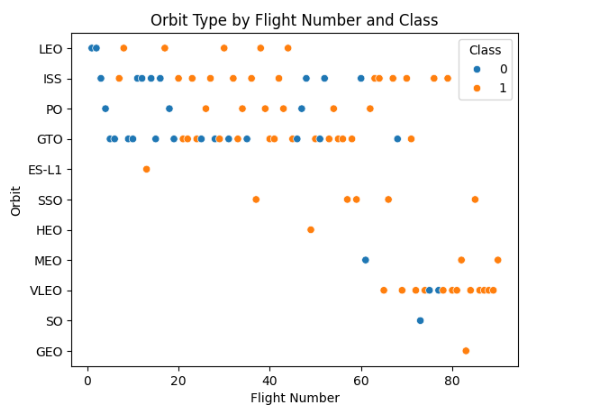 Orbit Type by Flight Number and Class
LEO
ISS
PO
GTO
ES-L1
SSO
HEO
MEO
VLEO
SO
GEO
Orbit
0
20
40
60
80
Flight Number
Class
0
1